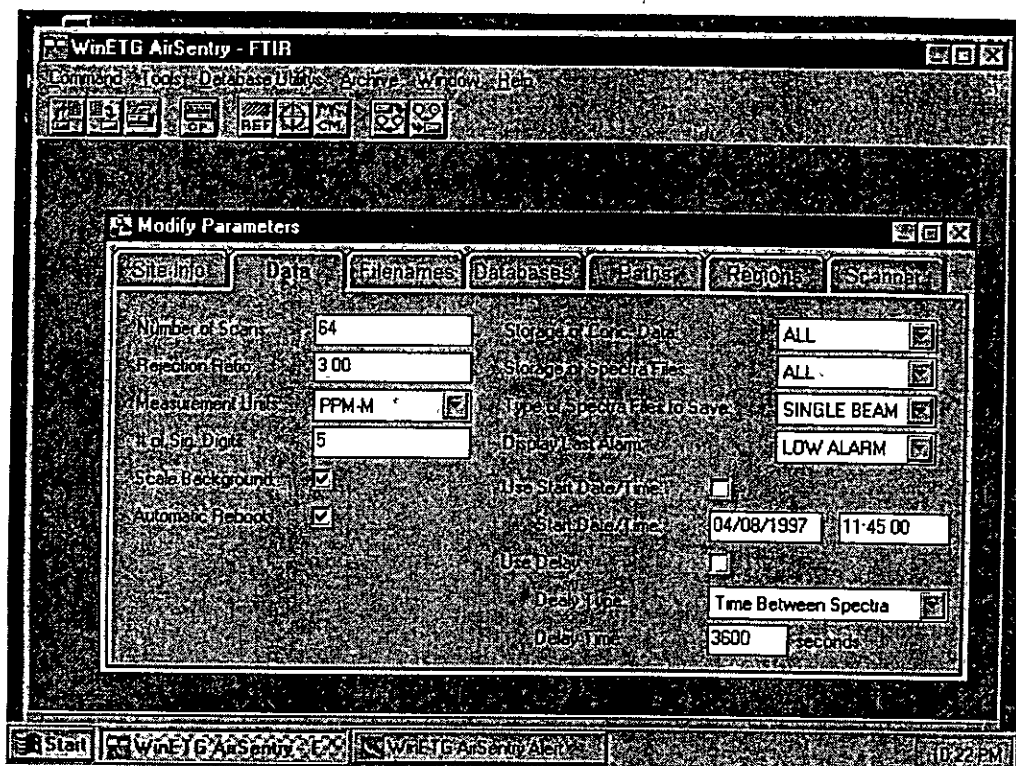 WinETG AirSentry - FTIR
Command Tools Database Utilys Archive Window Help
REF
Modify Parameters
Site Info Data Filenames Databases Paths Regions Scanner
Number of Scans: 64
Rejection Ratio: 3.00
Measurement Units: PPM-M
# of Sig. Digits: 5
Scale Background:
Automatic Reboot:
Storage of Conc. Data: ALL
Storage of Spectra Files: ALL
Type of Spectra Files to Save: SINGLE BEAM
Display Last Alarm: LOW ALARM
Use Start Date/Time:
Start Date/Time: 04/08/1997 11:45:00
Use Delay:
Delay Type: Time Between Spectra
Delay Time: 3600 seconds
Start WinETG AirSentry - F WinETG AirSentry Alert 10:22 PM